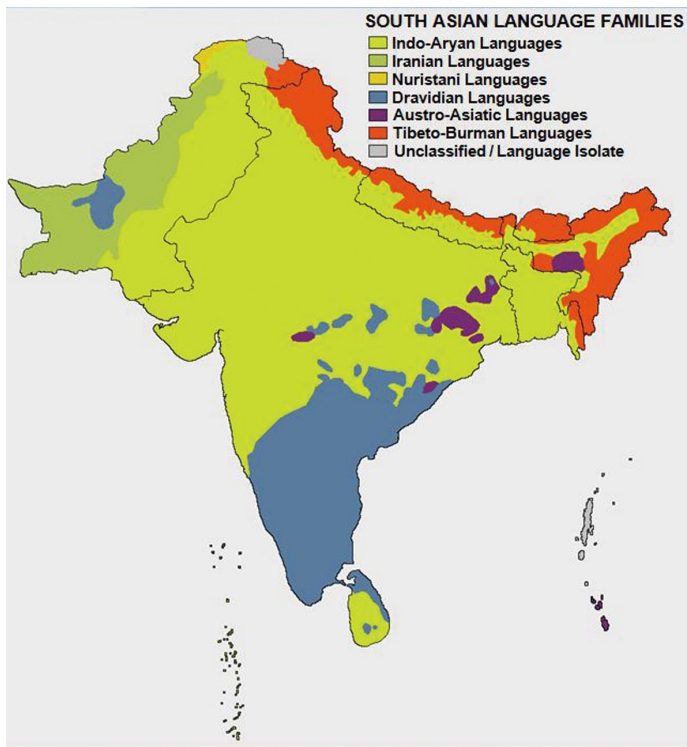 SOUTH ASIAN LANGUAGE FAMILIES
Indo-Aryan Languages
Iranian Languages
Nuristani Languages
Dravidian Languages
Austro-Asiatic Languages
Tibeto-Burman Languages
Unclassified / Language Isolate